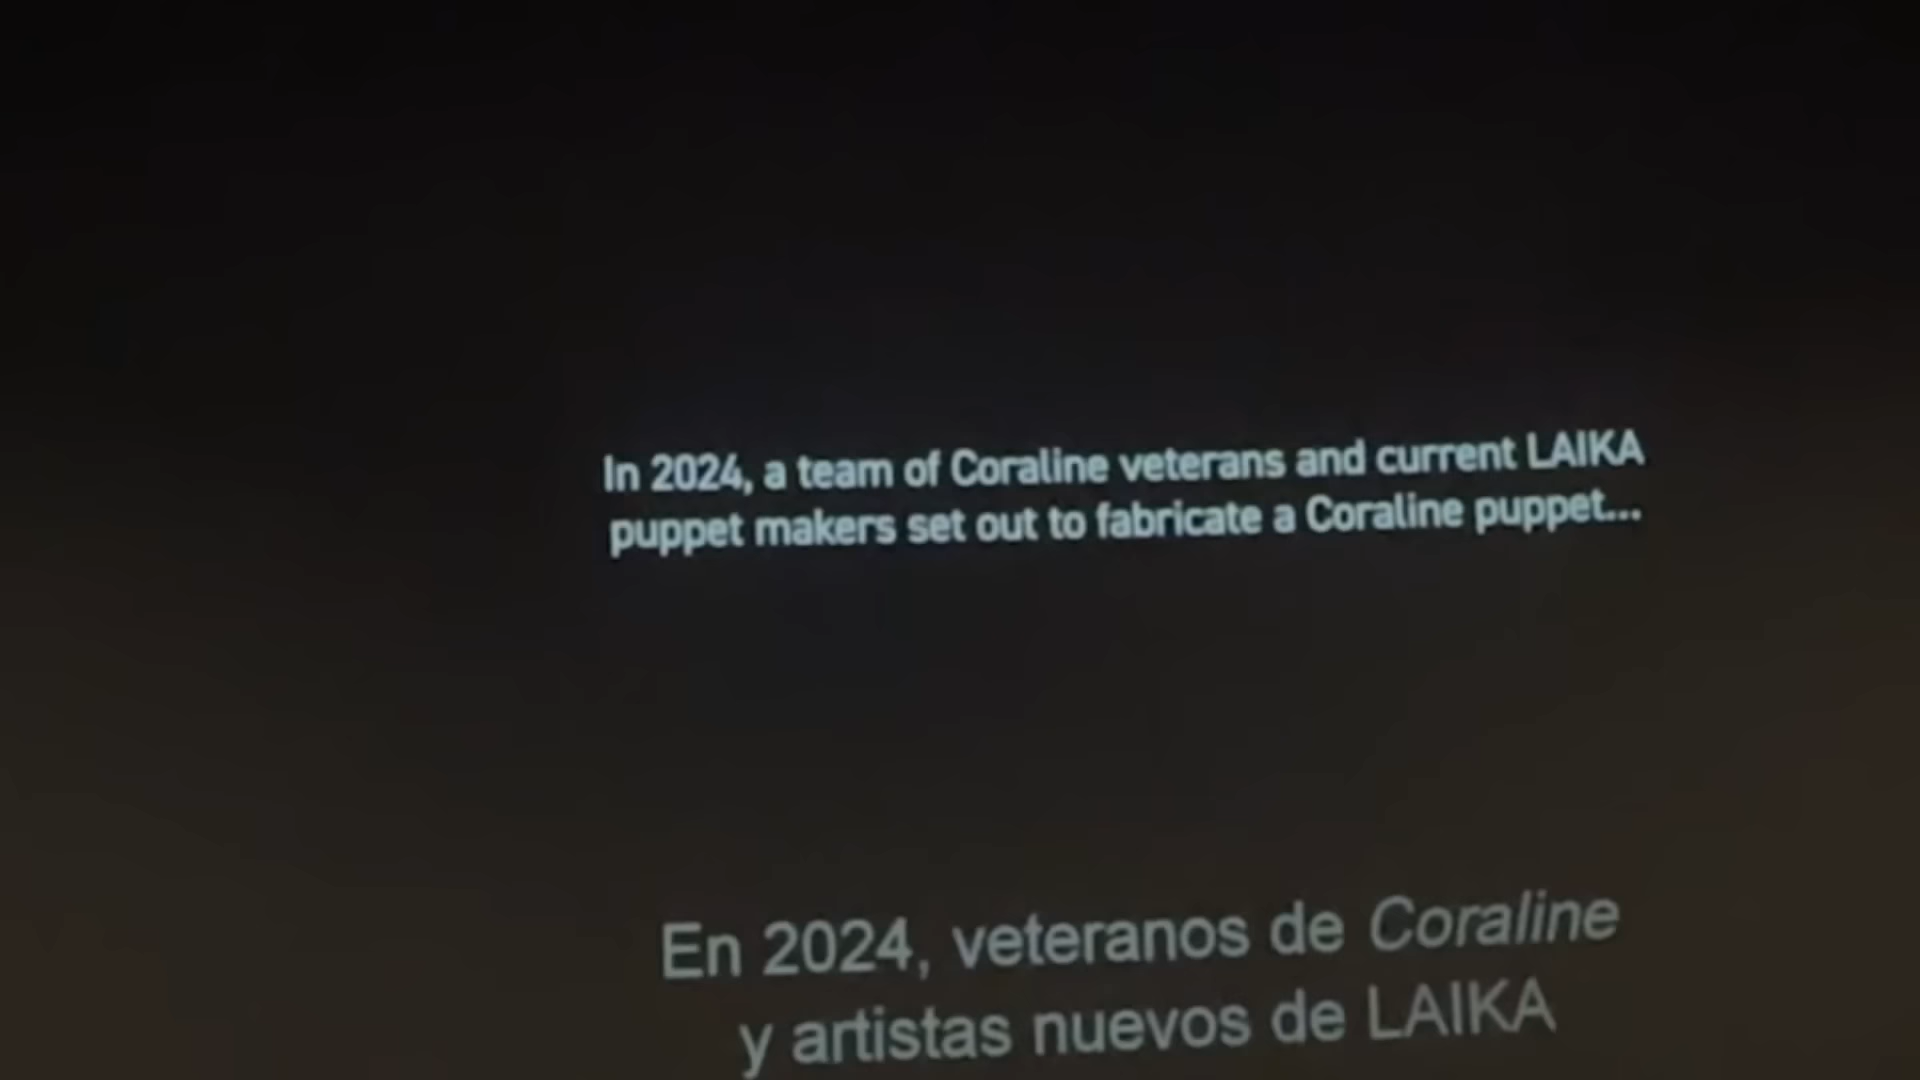 In 2024, a team of Coraline veterans and current LAIKA
puppet makers set out to fabricate a Coraline puppet...
En 2024, veteranos de Coraline
y artistas nuevos de LAIKA